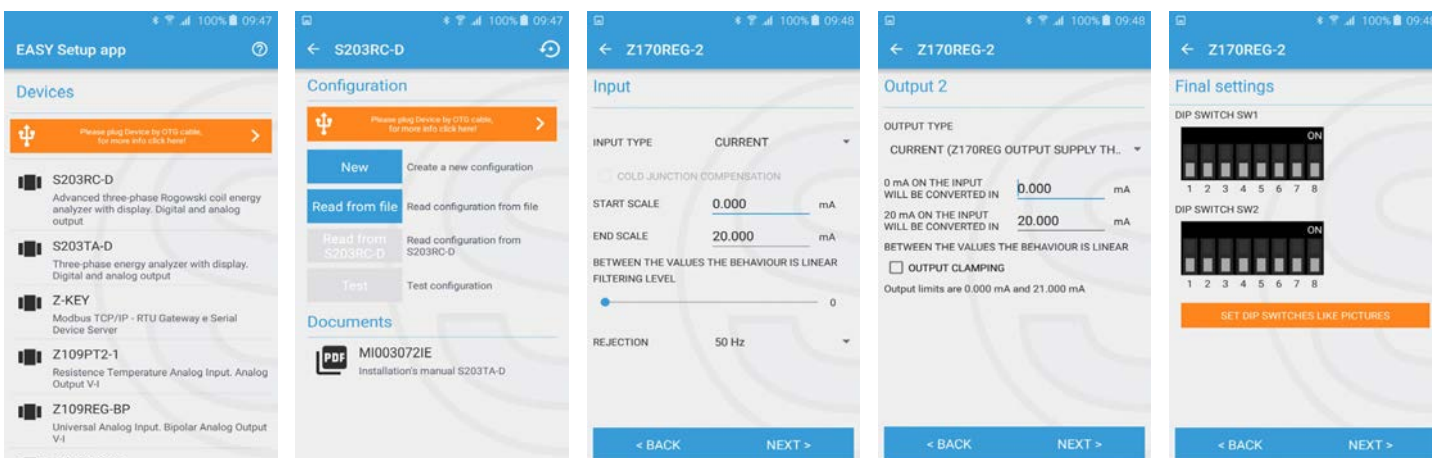 100% 09:47
EASY Setup app
Devices
Please plug Device by OTG cable,
for more info click here!
S203RC-D
Advanced three-phase Rogowski coil energy
analyzer with display. Digital and analog
output
S203TA-D
Three-phase energy analyzer with display.
Digital and analog output
Z-KEY
Modbus TCP/IP - RTU Gateway e Serial
Device Server
Z109PT2-1
Resistence Temperature Analog Input. Analog
Output V-I
Z109REG-BP
Universal Analog Input. Bipolar Analog Output
V-I
100% 09:47
S203RC-D
Configuration
Please plug Device by OTG cable,
for more info click here!
New Create a new configuration
Read from file Read configuration from file
Read from
S203RC-D
Read configuration from
S203RC-D
Test Test configuration
Documents
PDF
MI003072IE
Installation's manual S203TA-D
100% 09:48
Z170REG-2
Input
INPUT TYPE CURRENT
COLD JUNCTION COMPENSATION
START SCALE 0.000 mA
END SCALE 20.000 mA
BETWEEN THE VALUES THE BEHAVIOUR IS LINEAR
FILTERING LEVEL
0
REJECTION 50 Hz
< BACK NEXT >
100% 09:48
Z170REG-2
Output 2
OUTPUT TYPE
CURRENT (Z170REG OUTPUT SUPPLY TH..
0 mA ON THE INPUT
WILL BE CONVERTED IN 0.000 mA
20 mA ON THE INPUT
WILL BE CONVERTED IN 20.000 mA
BETWEEN THE VALUES THE BEHAVIOUR IS LINEAR
OUTPUT CLAMPING
Output limits are 0.000 mA and 21.000 mA
< BACK NEXT >
100% 09:48
Z170REG-2
Final settings
DIP SWITCH SW1
ON
1 2 3 4 5 6 7 8
DIP SWITCH SW2
ON
1 2 3 4 5 6 7 8
SET DIP SWITCHES LIKE PICTURES
< BACK NEXT >